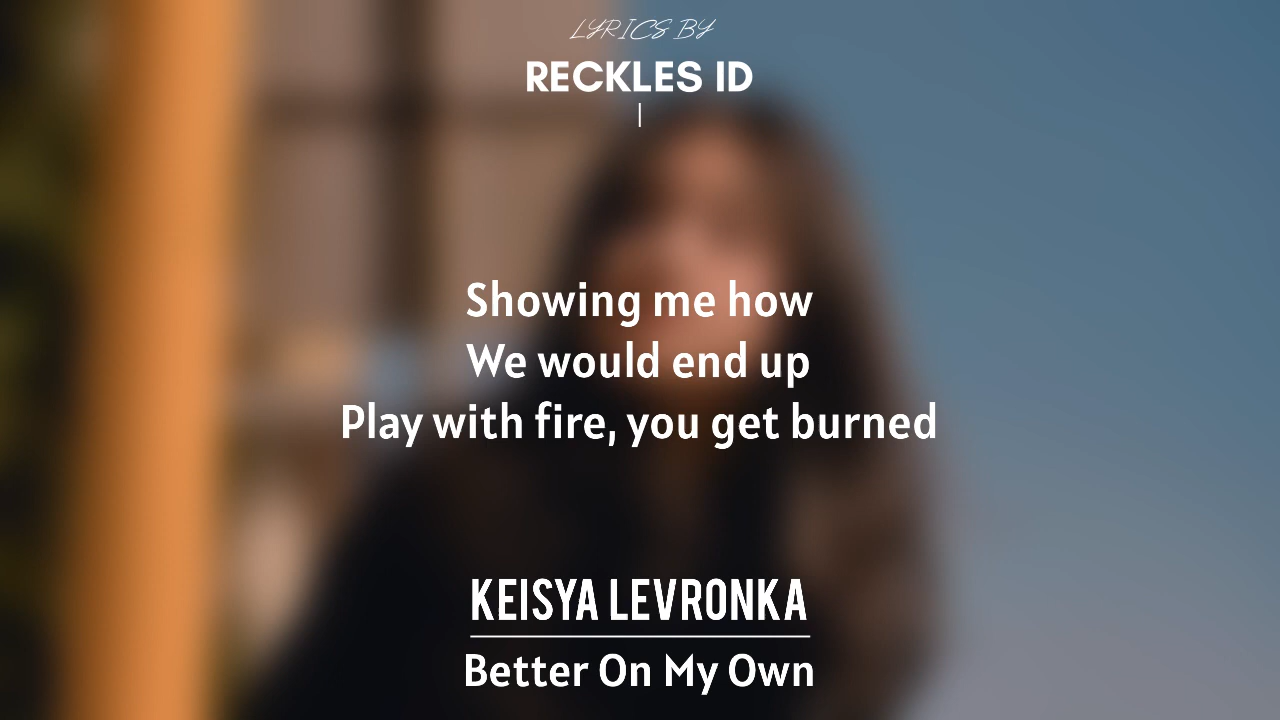 LYRICS BY
RECKLES ID
Showing me how
We would end up
Play with fire, you get burned
KEISYA LEVRONKA
Better On My Own